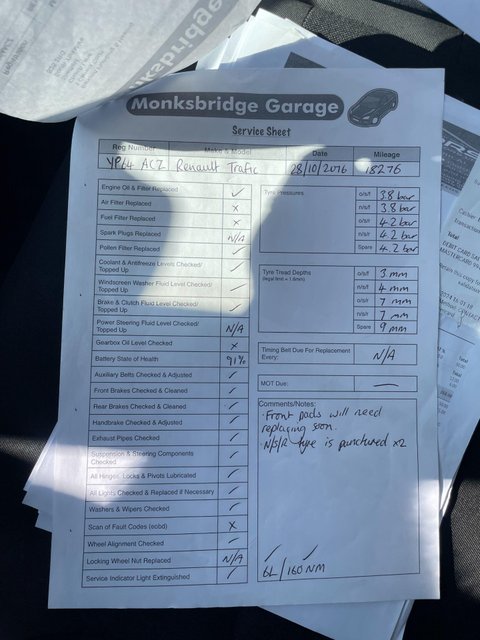 Monksbridge Garage
Service Sheet
Reg Number Make & Model Date Mileage
YP64 ACZ Renault Trafic 28/10/2016 18276
Engine Oil & Filter Replaced ✓
Air Filter Replaced x
Fuel Filter Replaced x
Spark Plugs Replaced N/A
Pollen Filter Replaced ✓
Coolant & Antifreeze Levels Checked/
Topped Up ✓
Windscreen Washer Fluid Level Checked/
Topped Up ✓
Brake & Clutch Fluid Level Checked/
Topped Up ✓
Power Steering Fluid Level Checked/
Topped Up N/A
Gearbox Oil Level Checked x
Battery State of Health 91%
Auxiliary Belts Checked & Adjusted ✓
Front Brakes Checked & Cleaned ✓
Rear Brakes Checked & Cleaned ✓
Handbrake Checked & Adjusted ✓
Exhaust Pipes Checked ✓
Suspension & Steering Components
Checked ✓
All Hinges, Locks & Pivots Lubricated ✓
All Lights Checked & Replaced if Necessary ✓
Washers & Wipers Checked ✓
Scan of Fault Codes (eobd) X
Wheel Alignment Checked ✓
Locking Wheel Nut Replaced N/A
Service Indicator Light Extinguished ✓
Tyre Pressures o/s/f 3.8 bar
n/s/f 3.8 bar
o/s/r 4.2 bar
n/s/r 4.2 bar
Spare 4.2 bar
Tyre Tread Depths o/s/f 3 mm
(legal limit = 1.6mm) n/s/f 4 mm
o/s/r 7 mm
n/s/r 7 mm
Spare 9 mm
Timing Belt Due For Replacement
Every: N/A
MOT Due: —
Comments/Notes:
· Front pads will need
replacing soon.
· N/S/R tyre is punctured x2
6L / 160 NM
Total
DEBIT CARD SA
MASTERCARD